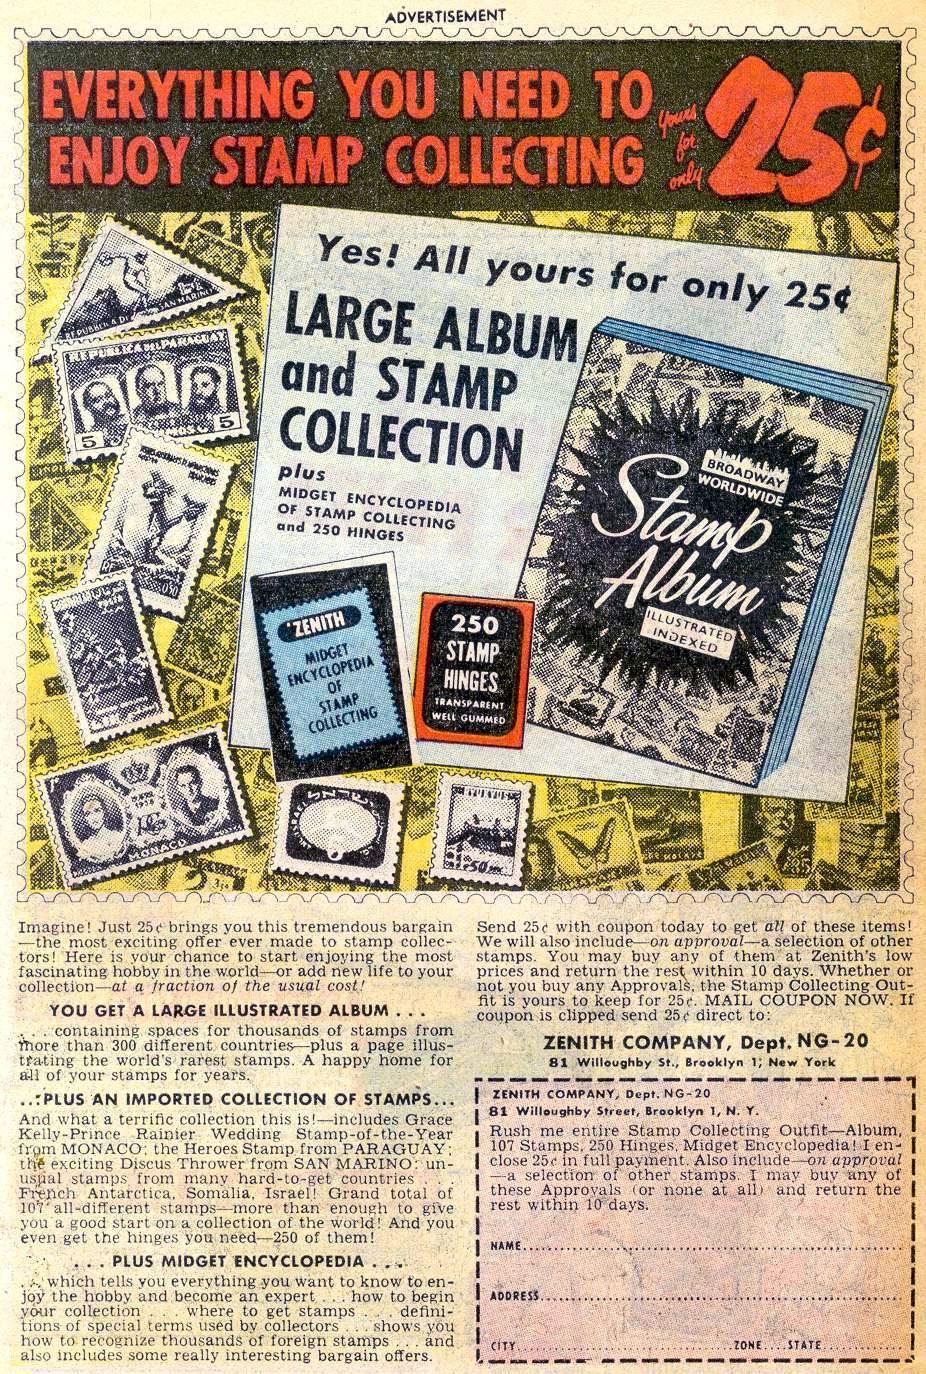 ADVERTISEMENT
EVERYTHING YOU NEED TO
ENJOY STAMP COLLECTING
yours
for
only
25¢
Yes! All yours for only 25¢
LARGE ALBUM
and STAMP
COLLECTION
plus
MIDGET ENCYCLOPEDIA
OF STAMP COLLECTING
and 250 HINGES
BROADWAY
WORLDWIDE
Stamp
Album
ILLUSTRATED
INDEXED
SAN MARINO
REPUBLICA DEL PARAGUAY
5
5
MONACO
ZENITH
MIDGET
ENCYCLOPEDIA
OF
STAMP
COLLECTING
250
STAMP
HINGES
TRANSPARENT
WELL GUMMED
50
Imagine! Just 25¢ brings you this tremendous bargain
—the most exciting offer ever made to stamp collec-
tors! Here is your chance to start enjoying the most
fascinating hobby in the world—or add new life to your
collection—at a fraction of the usual cost!
YOU GET A LARGE ILLUSTRATED ALBUM . . .
. . . containing spaces for thousands of stamps from
more than 300 different countries—plus a page illus-
trating the world's rarest stamps. A happy home for
all of your stamps for years.
. . . PLUS AN IMPORTED COLLECTION OF STAMPS...
And what a terrific collection this is!—includes Grace
Kelly-Prince Rainier Wedding Stamp-of-the-Year
from MONACO; the Heroes Stamp from PARAGUAY;
the exciting Discus Thrower from SAN MARINO; un-
usual stamps from many hard-to-get countries . . .
French Antarctica, Somalia, Israel! Grand total of
107 all-different stamps—more than enough to give
you a good start on a collection of the world! And you
even get the hinges you need—250 of them!
. . . PLUS MIDGET ENCYCLOPEDIA . . .
. . . which tells you everything you want to know to en-
joy the hobby and become an expert . . . how to begin
your collection . . . where to get stamps . . . defini-
tions of special terms used by collectors . . . shows you
how to recognize thousands of foreign stamps . . . and
also includes some really interesting bargain offers.
Send 25¢ with coupon today to get all of these items!
We will also include—on approval—a selection of other
stamps. You may buy any of them at Zenith's low
prices and return the rest within 10 days. Whether or
not you buy any Approvals, the Stamp Collecting Out-
fit is yours to keep for 25¢. MAIL COUPON NOW. If
coupon is clipped send 25¢ direct to:
ZENITH COMPANY, Dept. NG-20
81 Willoughby St., Brooklyn 1, New York
ZENITH COMPANY, Dept. NG-20
81 Willoughby Street, Brooklyn 1, N. Y.
Rush me entire Stamp Collecting Outfit—Album,
107 Stamps, 250 Hinges, Midget Encyclopedia! I en-
close 25¢ in full payment. Also include—on approval
—a selection of other stamps. I may buy any of
these Approvals (or none at all) and return the
rest within 10 days.
NAME
ADDRESS
CITY ZONE STATE